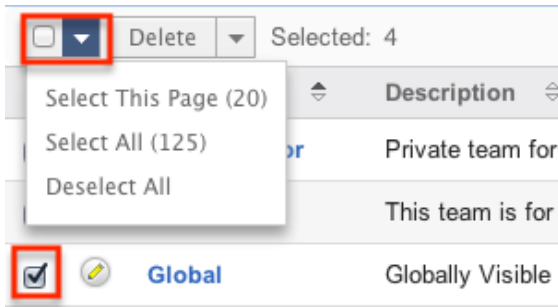 Delete Selected: 4
Select This Page (20)
Description
Select All (125)
or Private team for
Deselect All
This team is for
Global Globally Visible